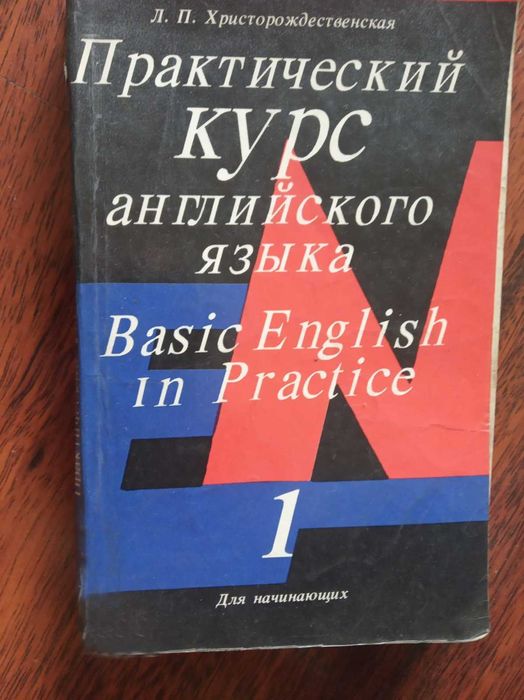 Л. П. Христорождественская
Практический
курс
английского
языка
Basic English
in Practice
1
Для начинающих